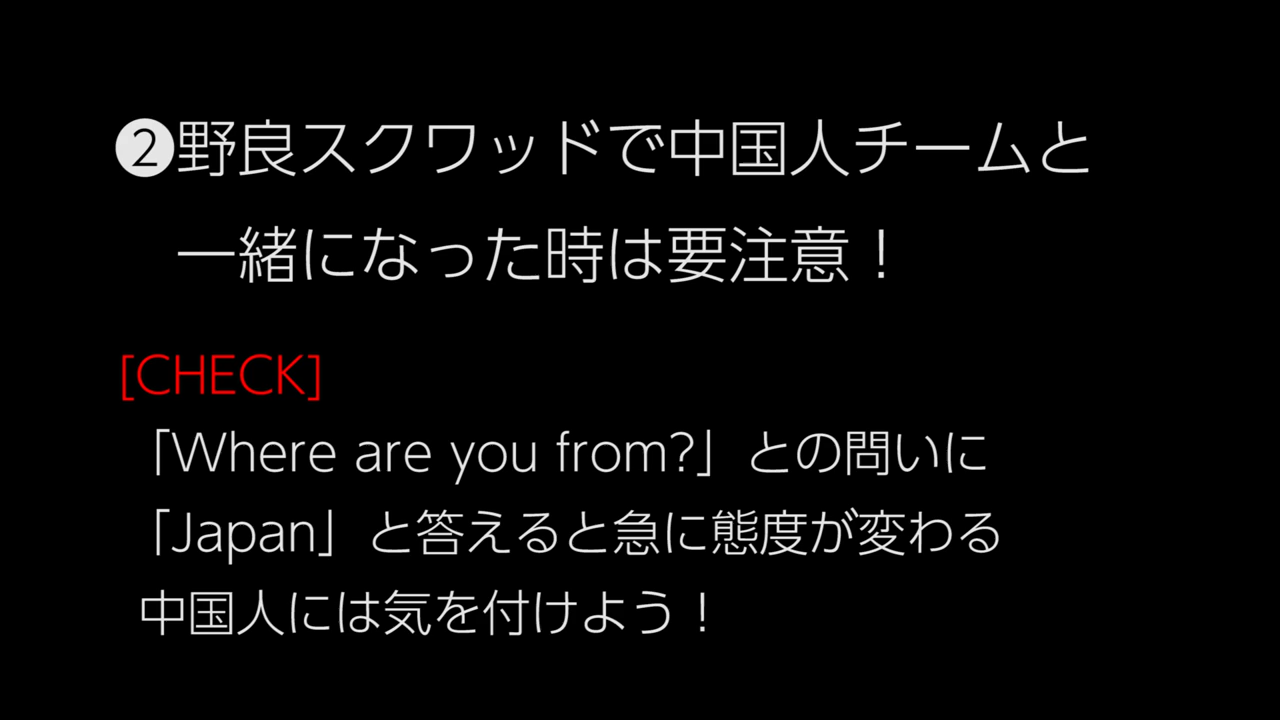 ❷野良スクワッドで中国人チームと
一緒になった時は要注意！
[CHECK]
「Where are you from?」との問いに
「Japan」と答えると急に態度が変わる
中国人には気を付けよう！